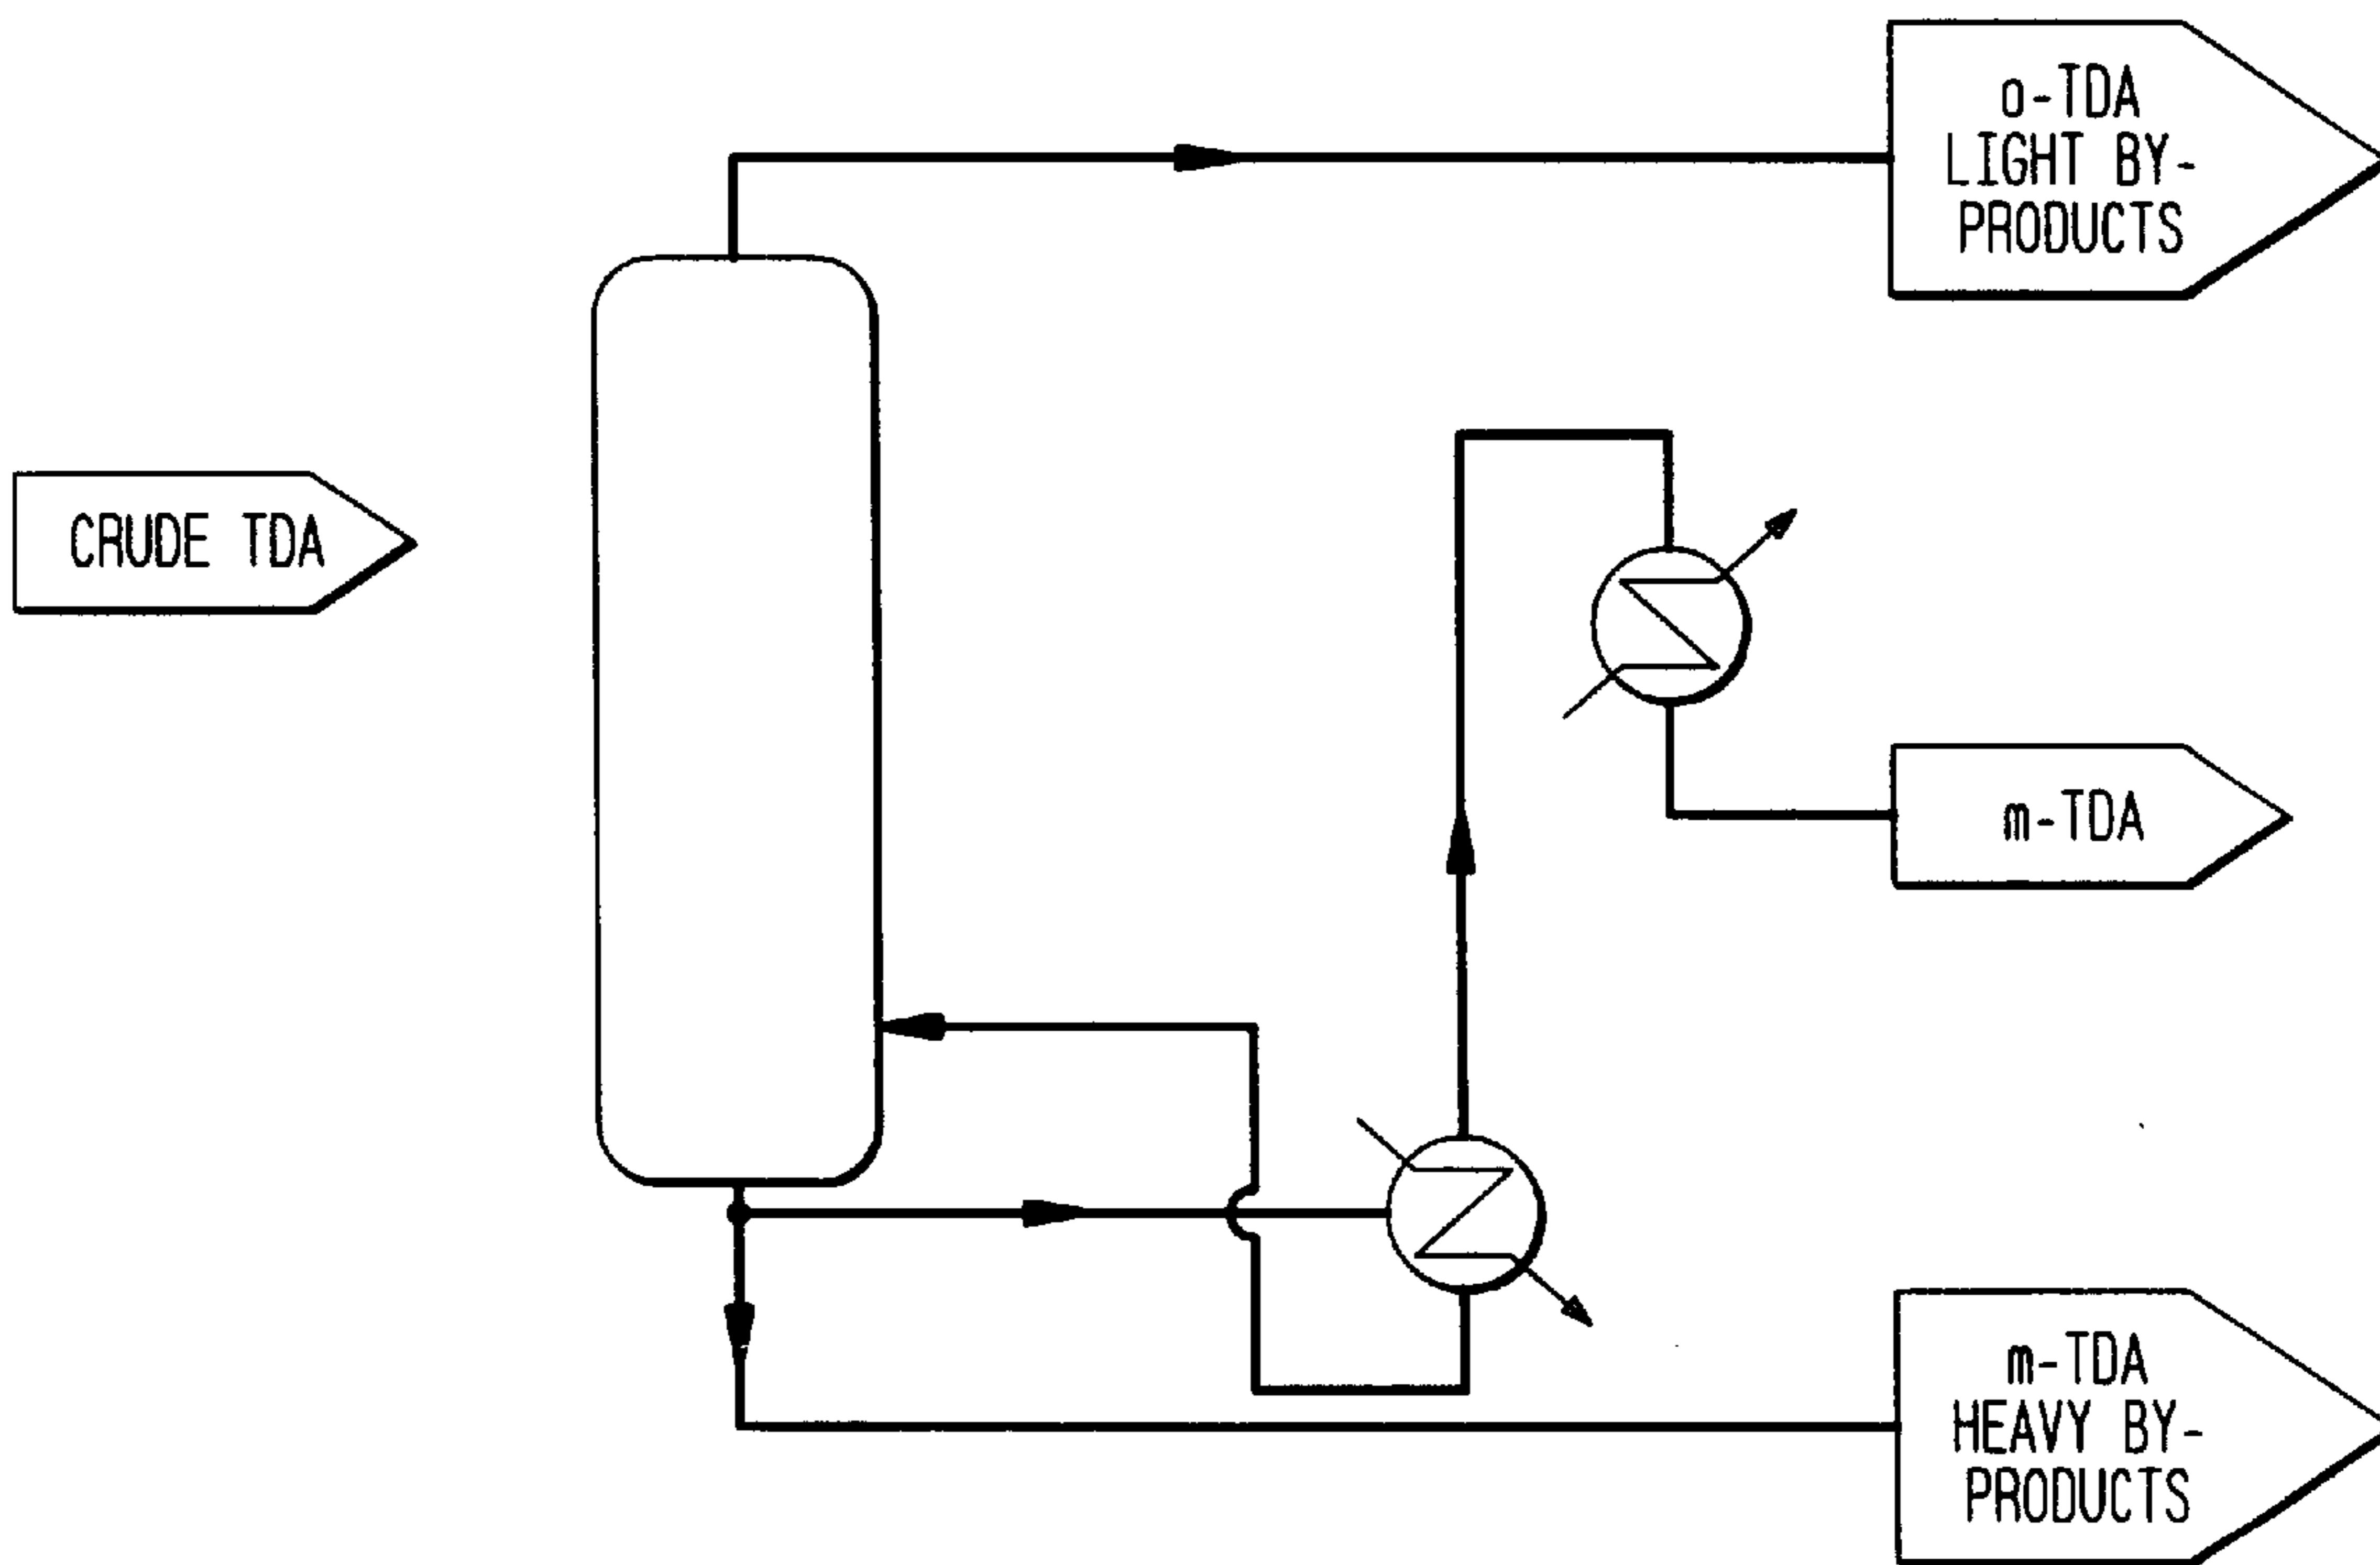 o-TDA
LIGHT BY-
PRODUCTS
CRUDE TDA
m-TDA
m-TDA
HEAVY BY-
PRODUCTS